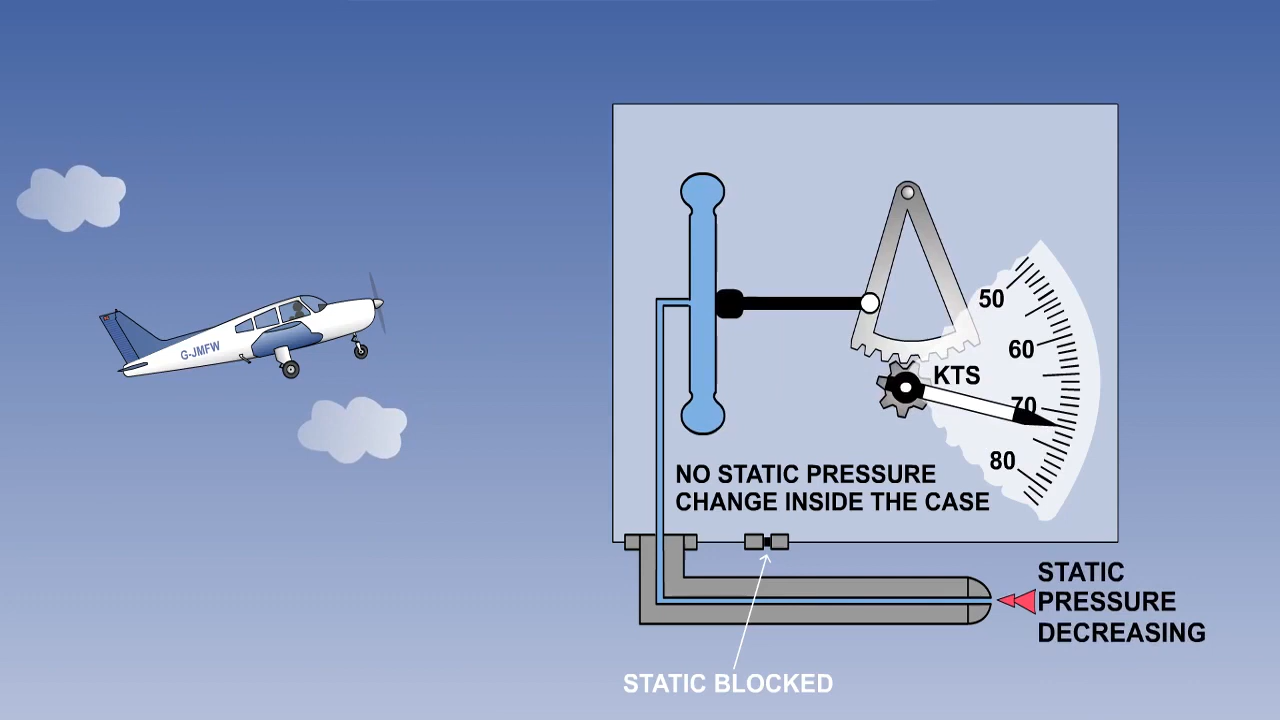 G-JMFW
50
60
KTS
70
80
NO STATIC PRESSURE
CHANGE INSIDE THE CASE
STATIC
PRESSURE
DECREASING
STATIC BLOCKED